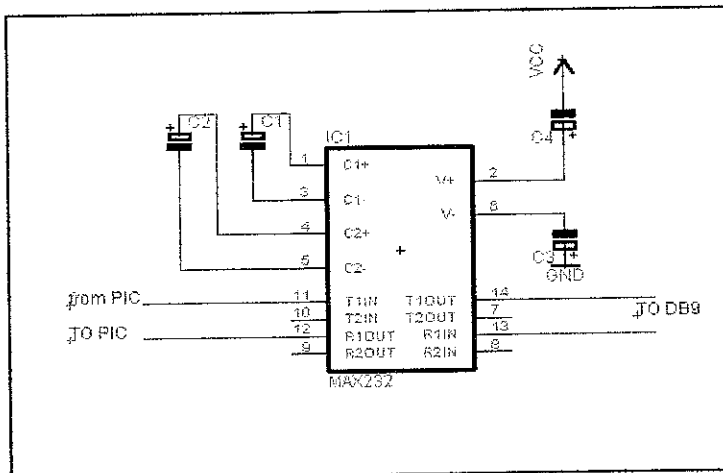 VCC
C2
C1
C4
IC1
1
C1+
3
C1-
4
C2+
5
C2-
2
V+
6
V-
C3
GND
from PIC
11
T1IN
T1OUT
14
TO DB9
10
T2IN
T2OUT
7
TO PIC
12
R1OUT
R1IN
13
9
R2OUT
R2IN
8
MAX232